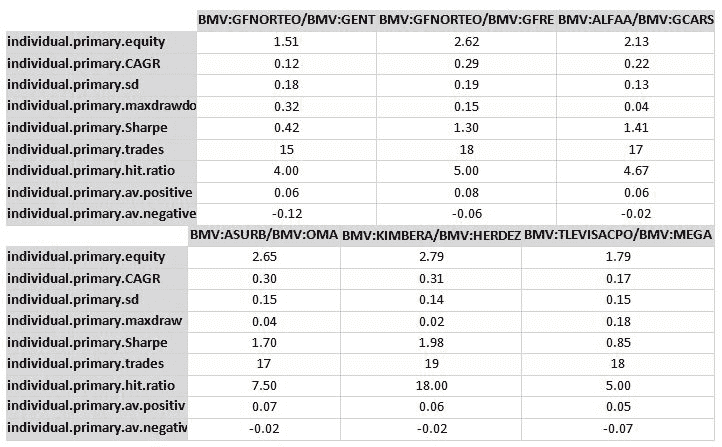 BMV:GFNORTEO/BMV:GENT BMV:GFNORTEO/BMV:GFRE BMV:ALFAA/BMV:GCARS
individual.primary.equity 1.51 2.62 2.13
individual.primary.CAGR 0.12 0.29 0.22
individual.primary.sd 0.18 0.19 0.13
individual.primary.maxdrawdo 0.32 0.15 0.04
individual.primary.Sharpe 0.42 1.30 1.41
individual.primary.trades 15 18 17
individual.primary.hit.ratio 4.00 5.00 4.67
individual.primary.av.positive 0.06 0.08 0.06
individual.primary.av.negative -0.12 -0.06 -0.02
BMV:ASURB/BMV:OMA BMV:KIMBERA/BMV:HERDEZ BMV:TLEVISACPO/BMV:MEGA
individual.primary.equity 2.65 2.79 1.79
individual.primary.CAGR 0.30 0.31 0.17
individual.primary.sd 0.15 0.14 0.15
individual.primary.maxdraw 0.04 0.02 0.18
individual.primary.Sharpe 1.70 1.98 0.85
individual.primary.trades 17 19 18
individual.primary.hit.ratio 7.50 18.00 5.00
individual.primary.av.positiv 0.07 0.06 0.05
individual.primary.av.negativ -0.02 -0.02 -0.07